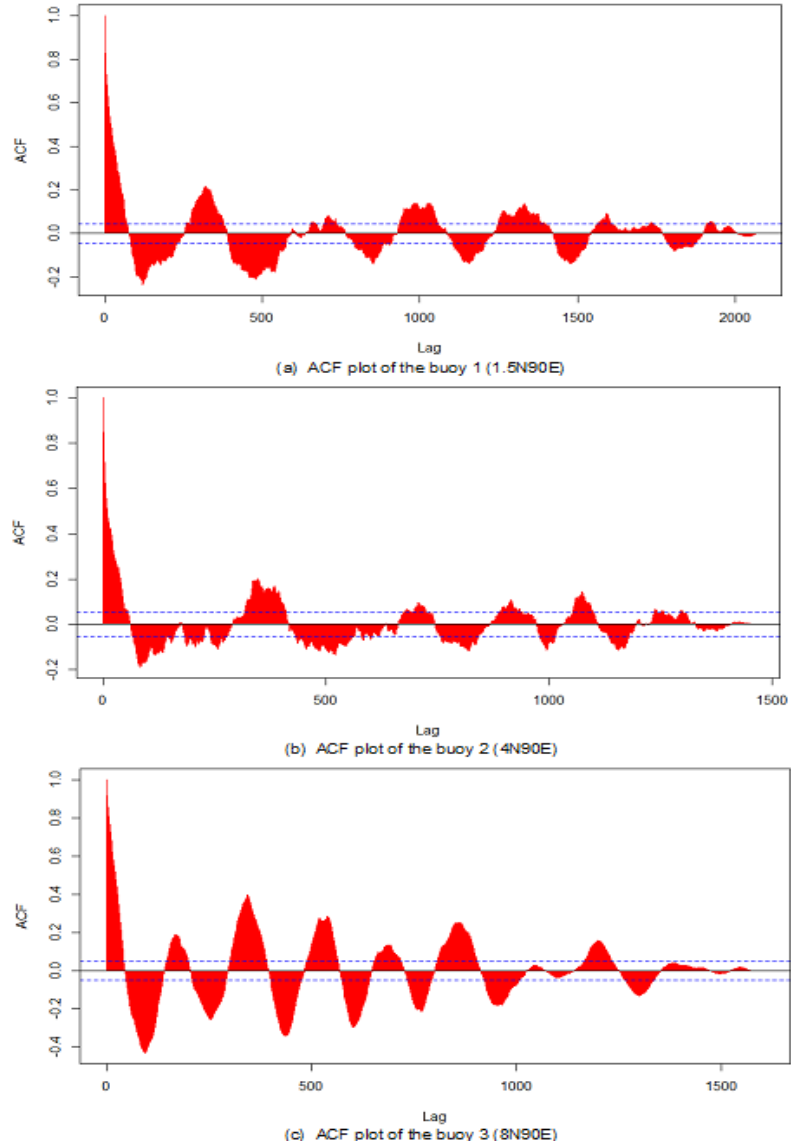 1.0
0.8
0.6
0.4
0.2
0.0
-0.2
ACF
0 500 1000 1500 2000
Lag
(a) ACF plot of the buoy 1 (1.5N90E)
1.0
0.8
0.6
0.4
0.2
0.0
-0.2
ACF
0 500 1000 1500
Lag
(b) ACF plot of the buoy 2 (4N90E)
1.0
0.8
0.6
0.4
0.2
0.0
-0.2
-0.4
ACF
0 500 1000 1500
Lag
(c) ACF plot of the buoy 3 (8N90E)